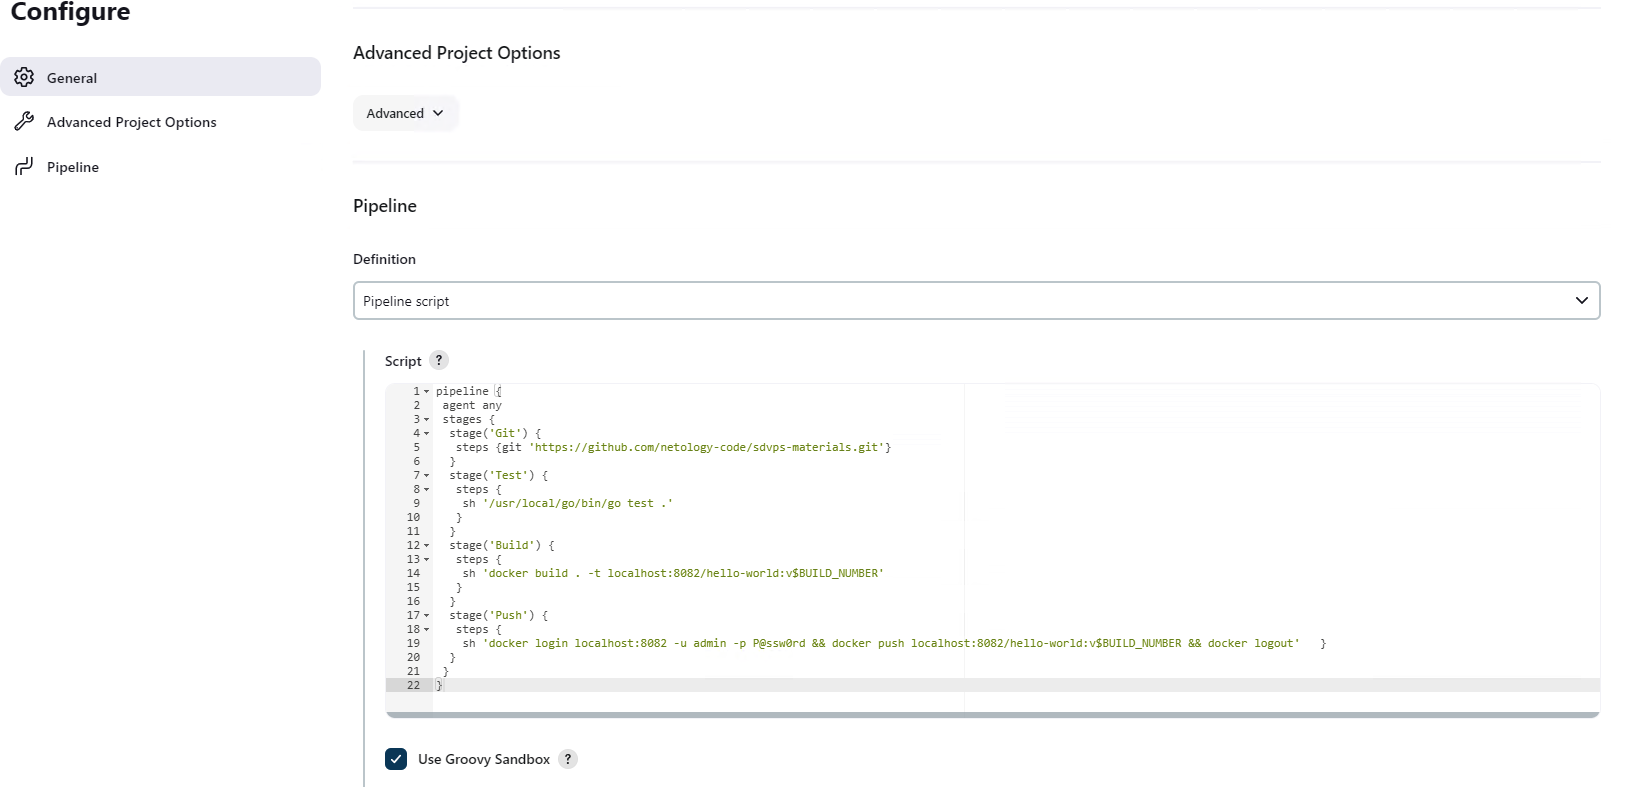 Configure
General
Advanced Project Options
Pipeline
Advanced Project Options
Advanced
Pipeline
Definition
Pipeline script
Script ?
1 pipeline {
2 agent any
3 stages {
4 stage('Git') {
5 steps {git 'https://github.com/netology-code/sdvps-materials.git'}
6 }
7 stage('Test') {
8 steps {
9 sh '/usr/local/go/bin/go test .'
10 }
11 }
12 stage('Build') {
13 steps {
14 sh 'docker build . -t localhost:8082/hello-world:v$BUILD_NUMBER'
15 }
16 }
17 stage('Push') {
18 steps {
19 sh 'docker login localhost:8082 -u admin -p P@ssw0rd && docker push localhost:8082/hello-world:v$BUILD_NUMBER && docker logout' }
20 }
21 }
22 }
Use Groovy Sandbox ?